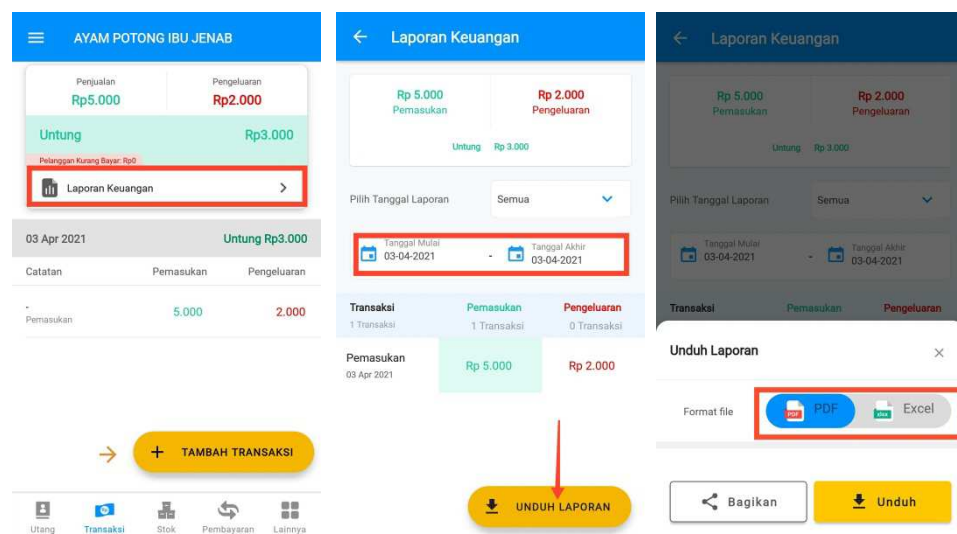 AYAM POTONG IBU JENAB
Penjualan Pengeluaran
Rp5.000 Rp2.000
Untung Rp3.000
Pelanggan Kurang Bayar: Rp0
Laporan Keuangan
03 Apr 2021 Untung Rp3.000
Catatan Pemasukan Pengeluaran
-
Pemasukan 5.000 2.000
+ TAMBAH TRANSAKSI
Utang Transaksi Stok Pembayaran Lainnya
Laporan Keuangan
Rp 5.000 Rp 2.000
Pemasukan Pengeluaran
Untung Rp 3.000
Pilih Tanggal Laporan Semua
Tanggal Mulai Tanggal Akhir
03-04-2021 - 03-04-2021
Transaksi Pemasukan Pengeluaran
1 Transaksi 1 Transaksi 0 Transaksi
Pemasukan Rp 5.000 Rp 2.000
03 Apr 2021
UNDUH LAPORAN
Laporan Keuangan
Rp 5.000 Rp 2.000
Pemasukan Pengeluaran
Untung Rp 3.000
Pilih Tanggal Laporan Semua
Tanggal Mulai Tanggal Akhir
03-04-2021 - 03-04-2021
Transaksi Pemasukan Pengeluaran
Unduh Laporan
Format file PDF PDF xlsx Excel
Bagikan Unduh